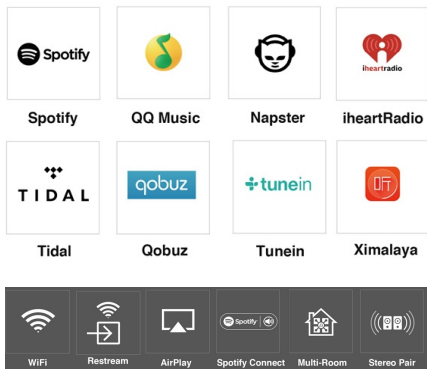 Spotify
iheartradio
Spotify QQ Music Napster iheartRadio
TIDAL qobuz tunein 听
Tidal Qobuz Tunein Ximalaya
Spotify
WiFi Restream AirPlay Spotify Connect Multi-Room Stereo Pair